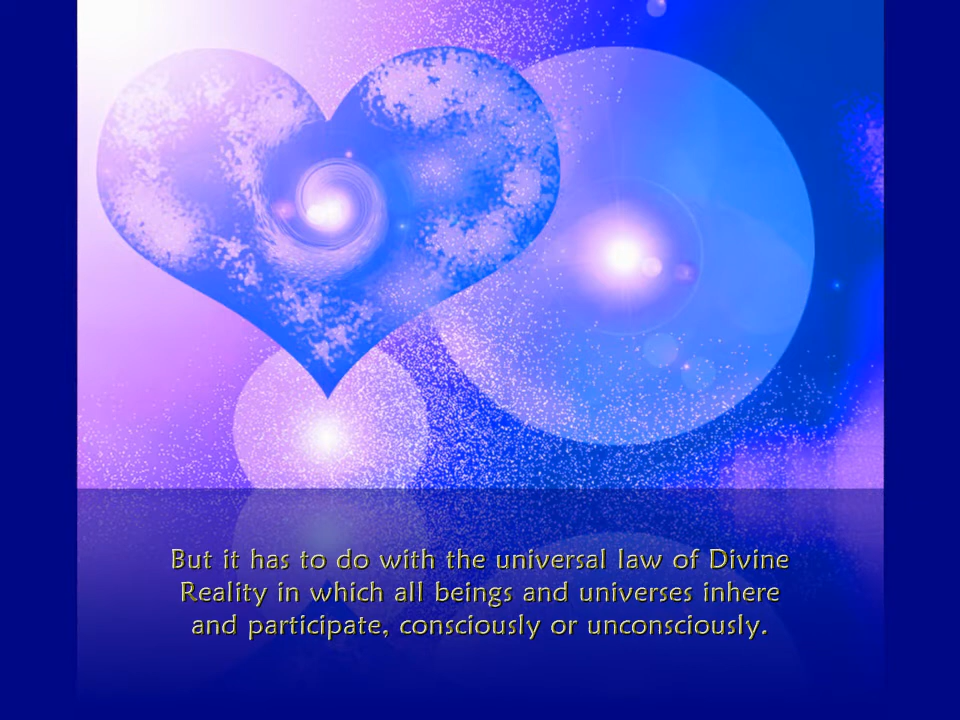 But it has to do with the universal law of Divine
Reality in which all beings and universes inhere
and participate, consciously or unconsciously.